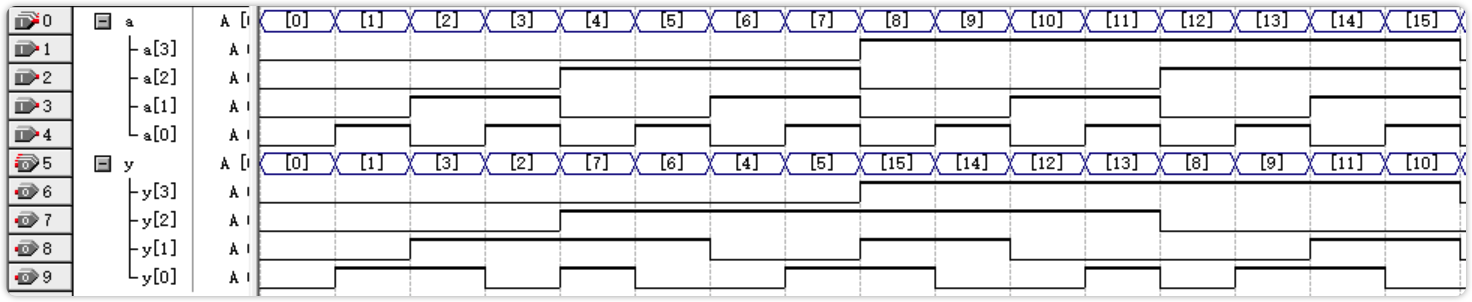 0 a A [ [0] [1] [2] [3] [4] [5] [6] [7] [8] [9] [10] [11] [12] [13] [14] [15]
1 a[3] A
2 a[2] A
3 a[1] A
4 a[0] A
5 y A [ [0] [1] [3] [2] [7] [6] [4] [5] [15] [14] [12] [13] [8] [9] [11] [10]
6 y[3] A
7 y[2] A
8 y[1] A
9 y[0] A